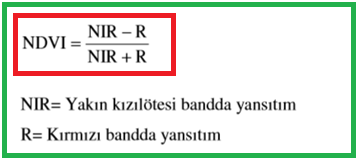 NDVI = NIR – R / NIR + R
NIR= Yakın kızılötesi bandda yansıtım
R= Kırmızı bandda yansıtım